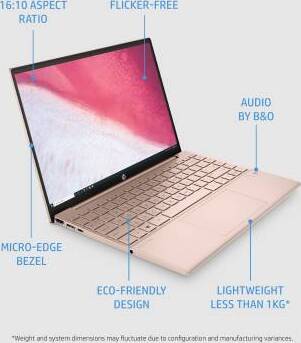 16:10 ASPECT
RATIO
FLICKER-FREE
AUDIO
BY B&O
MICRO-EDGE
BEZEL
ECO-FRIENDLY
DESIGN
LIGHTWEIGHT
LESS THAN 1KG*
*Weight and system dimensions may fluctuate due to configuration and manufacturing variances.